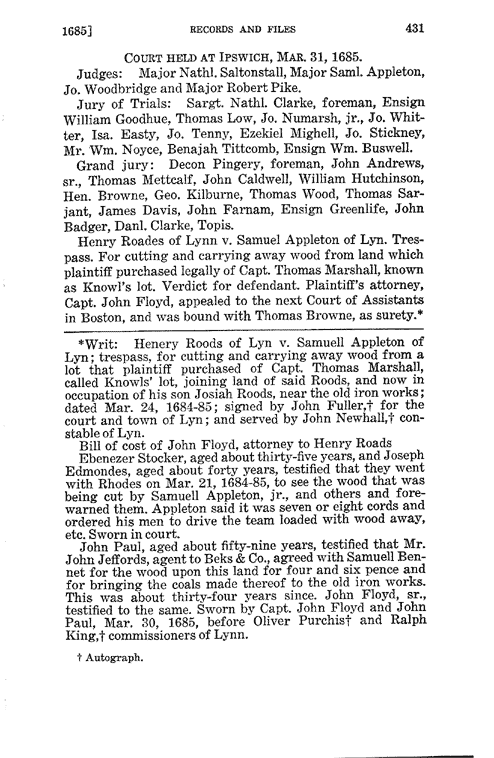 1685] RECORDS AND FILES 431
COURT HELD AT IPSWICH, MAR. 31, 1685.
Judges: Major Nathl. Saltonstall, Major Saml. Appleton,
Jo. Woodbridge and Major Robert Pike.
Jury of Trials: Sargt. Nathl. Clarke, foreman, Ensign
William Goodhue, Thomas Low, Jo. Numarsh, jr., Jo. Whit-
ter, Isa. Easty, Jo. Tenny, Ezekiel Mighell, Jo. Stickney,
Mr. Wm. Noyce, Benajah Tittcomb, Ensign Wm. Buswell.
Grand jury: Decon Pingery, foreman, John Andrews,
sr., Thomas Mettcalf, John Caldwell, William Hutchinson,
Hen. Browne, Geo. Kilburne, Thomas Wood, Thomas Sar-
jant, James Davis, John Farnam, Ensign Greenlife, John
Badger, Danl. Clarke, Topis.
Henry Roades of Lynn v. Samuel Appleton of Lyn. Tres-
pass. For cutting and carrying away wood from land which
plaintiff purchased legally of Capt. Thomas Marshall, known
as Knowl's lot. Verdict for defendant. Plaintiff's attorney,
Capt. John Floyd, appealed to the next Court of Assistants
in Boston, and was bound with Thomas Browne, as surety.*
*Writ: Henery Roods of Lyn v. Samuell Appleton of
Lyn; trespass, for cutting and carrying away wood from a
lot that plaintiff purchased of Capt. Thomas Marshall,
called Knowls' lot, joining land of said Roods, and now in
occupation of his son Josiah Roods, near the old iron works;
dated Mar. 24, 1684-85; signed by John Fuller,† for the
court and town of Lyn; and served by John Newhall,† con-
stable of Lyn.
Bill of cost of John Floyd, attorney to Henry Roads
Ebenezer Stocker, aged about thirty-five years, and Joseph
Edmondes, aged about forty years, testified that they went
with Rhodes on Mar. 21, 1684-85, to see the wood that was
being cut by Samuell Appleton, jr., and others and fore-
warned them. Appleton said it was seven or eight cords and
ordered his men to drive the team loaded with wood away,
etc. Sworn in court.
John Paul, aged about fifty-nine years, testified that Mr.
John Jeffords, agent to Beks & Co., agreed with Samuell Ben-
net for the wood upon this land for four and six pence and
for bringing the coals made thereof to the old iron works.
This was about thirty-four years since. John Floyd, sr.,
testified to the same. Sworn by Capt. John Floyd and John
Paul, Mar. 30, 1685, before Oliver Purchis† and Ralph
King,† commissioners of Lynn.
† Autograph.